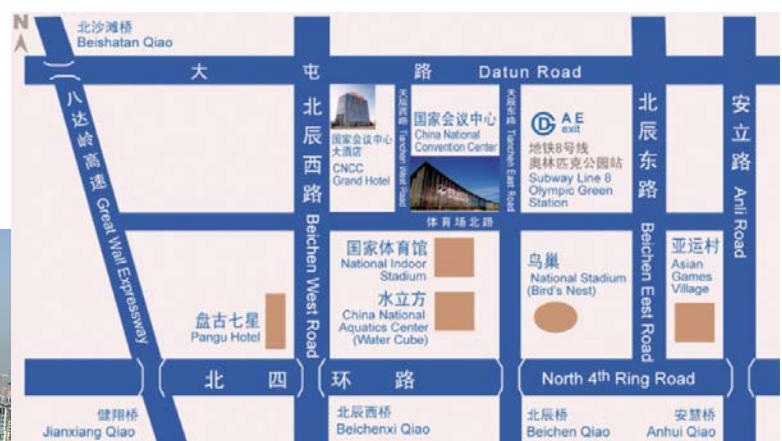 N
北沙滩桥
Beishatan Qiao
大屯路 Datun Road
八达岭高速 Great Wall Expressway
北辰西路 Beichen West Road
国家会议中心
大酒店
CNCC
Grand Hotel
天辰西路 Tianchen West Road
国家会议中心
China National
Convention Center
天辰东路 Tianchen East Road
A E
exit
地铁8号线
奥林匹克公园站
Subway Line 8
Olympic Green
Station
北辰东路 Beichen Eest Road
安立路 Anli Road
体育场北路
国家体育馆
National Indoor
Stadium
水立方
China National
Aquatics Center
(Water Cube)
鸟巢
National Stadium
(Bird's Nest)
亚运村
Asian
Games
Village
盘古七星
Pangu Hotel
北四环路 North 4th Ring Road
健翔桥
Jianxiang Qiao
北辰西桥
Beichenxi Qiao
北辰桥
Beichen Qiao
安慧桥
Anhui Qiao